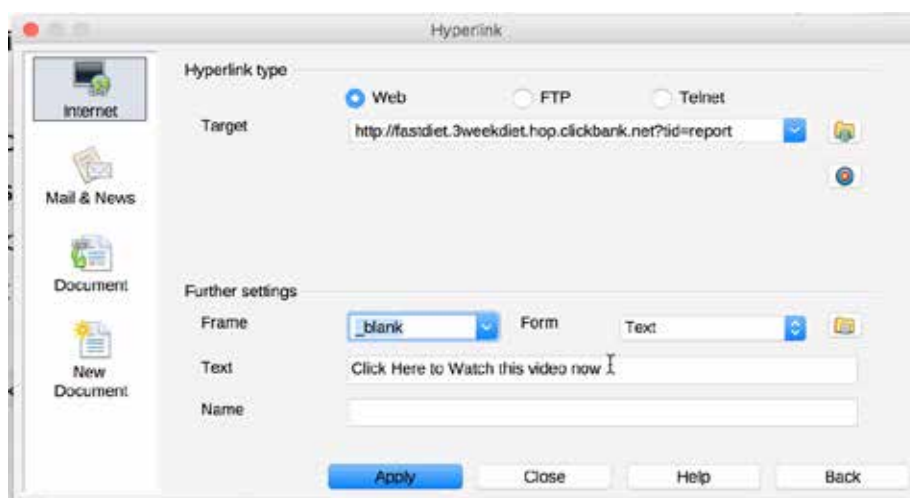 Hyperlink
Internet
Mail & News
Document
New
Document
Hyperlink type
Web FTP Telnet
Target http://fastdiet.3weekdiet.hop.clickbank.net?tid=report
Further settings
Frame _blank Form Text
Text Click Here to Watch this video now
Name
Apply Close Help Back